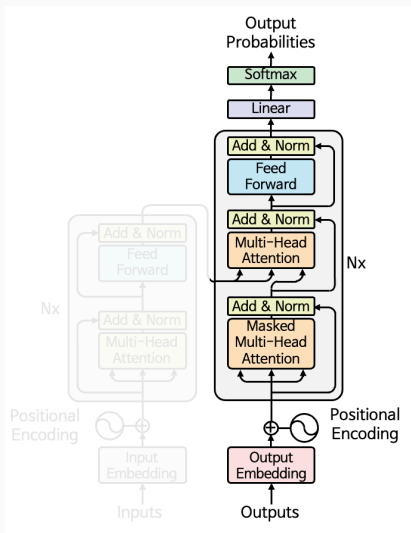 Output
Probabilities
Softmax
Linear
Add & Norm
Feed
Forward
Add & Norm
Multi-Head
Attention
Nx
Add & Norm
Masked
Multi-Head
Attention
Positional
Encoding
Output
Embedding
Outputs
Add & Norm
Feed
Forward
Nx
Add & Norm
Multi-Head
Attention
Positional
Encoding
Input
Embedding
Inputs